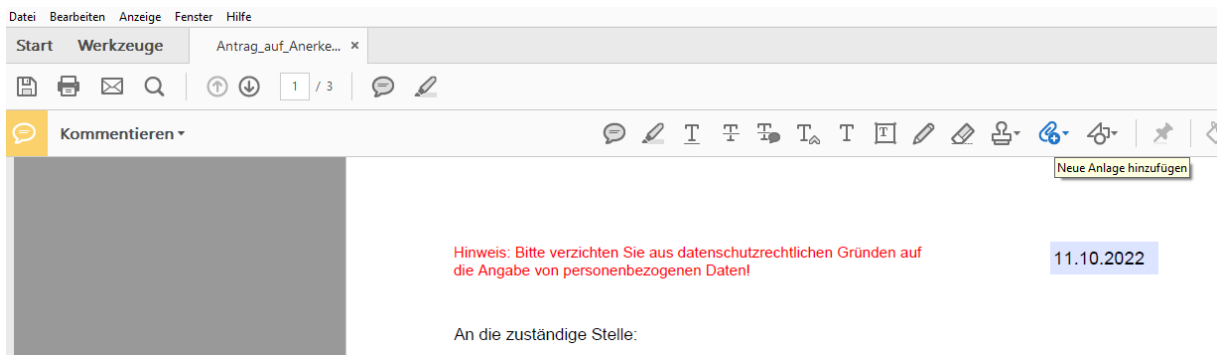 Datei Bearbeiten Anzeige Fenster Hilfe
Start Werkzeuge Antrag_auf_Anerke... ×
1 / 3
Kommentieren
Neue Anlage hinzufügen
Hinweis: Bitte verzichten Sie aus datenschutzrechtlichen Gründen auf
die Angabe von personenbezogenen Daten!
11.10.2022
An die zuständige Stelle: